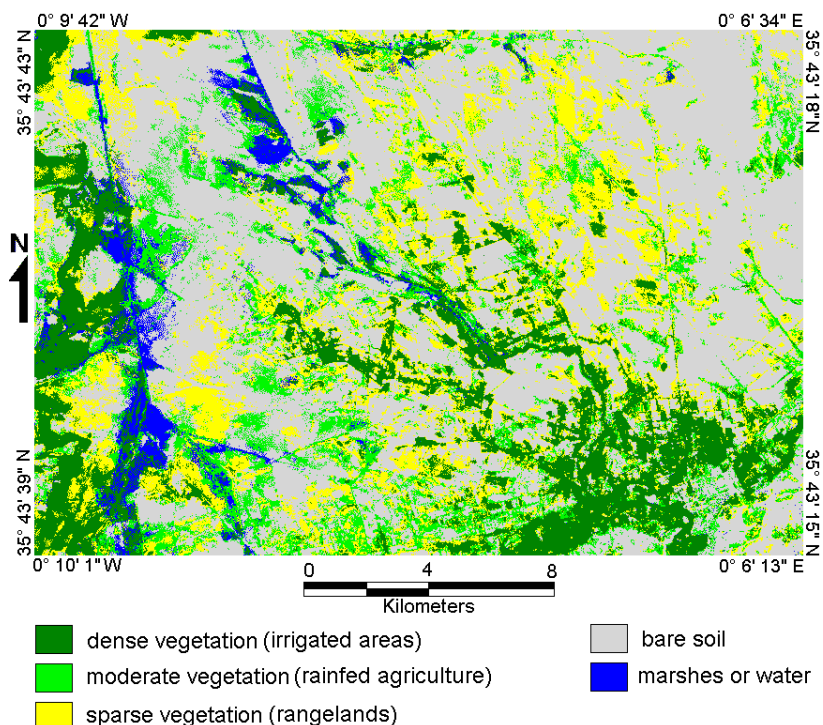 0° 9' 42" W
0° 6' 34" E
35° 43' 43" N
35° 43' 18" N
N
35° 43' 39" N
35° 43' 15" N
0° 10' 1" W
0° 6' 13" E
0 4 8
Kilometers
dense vegetation (irrigated areas)
bare soil
moderate vegetation (rainfed agriculture)
marshes or water
sparse vegetation (rangelands)